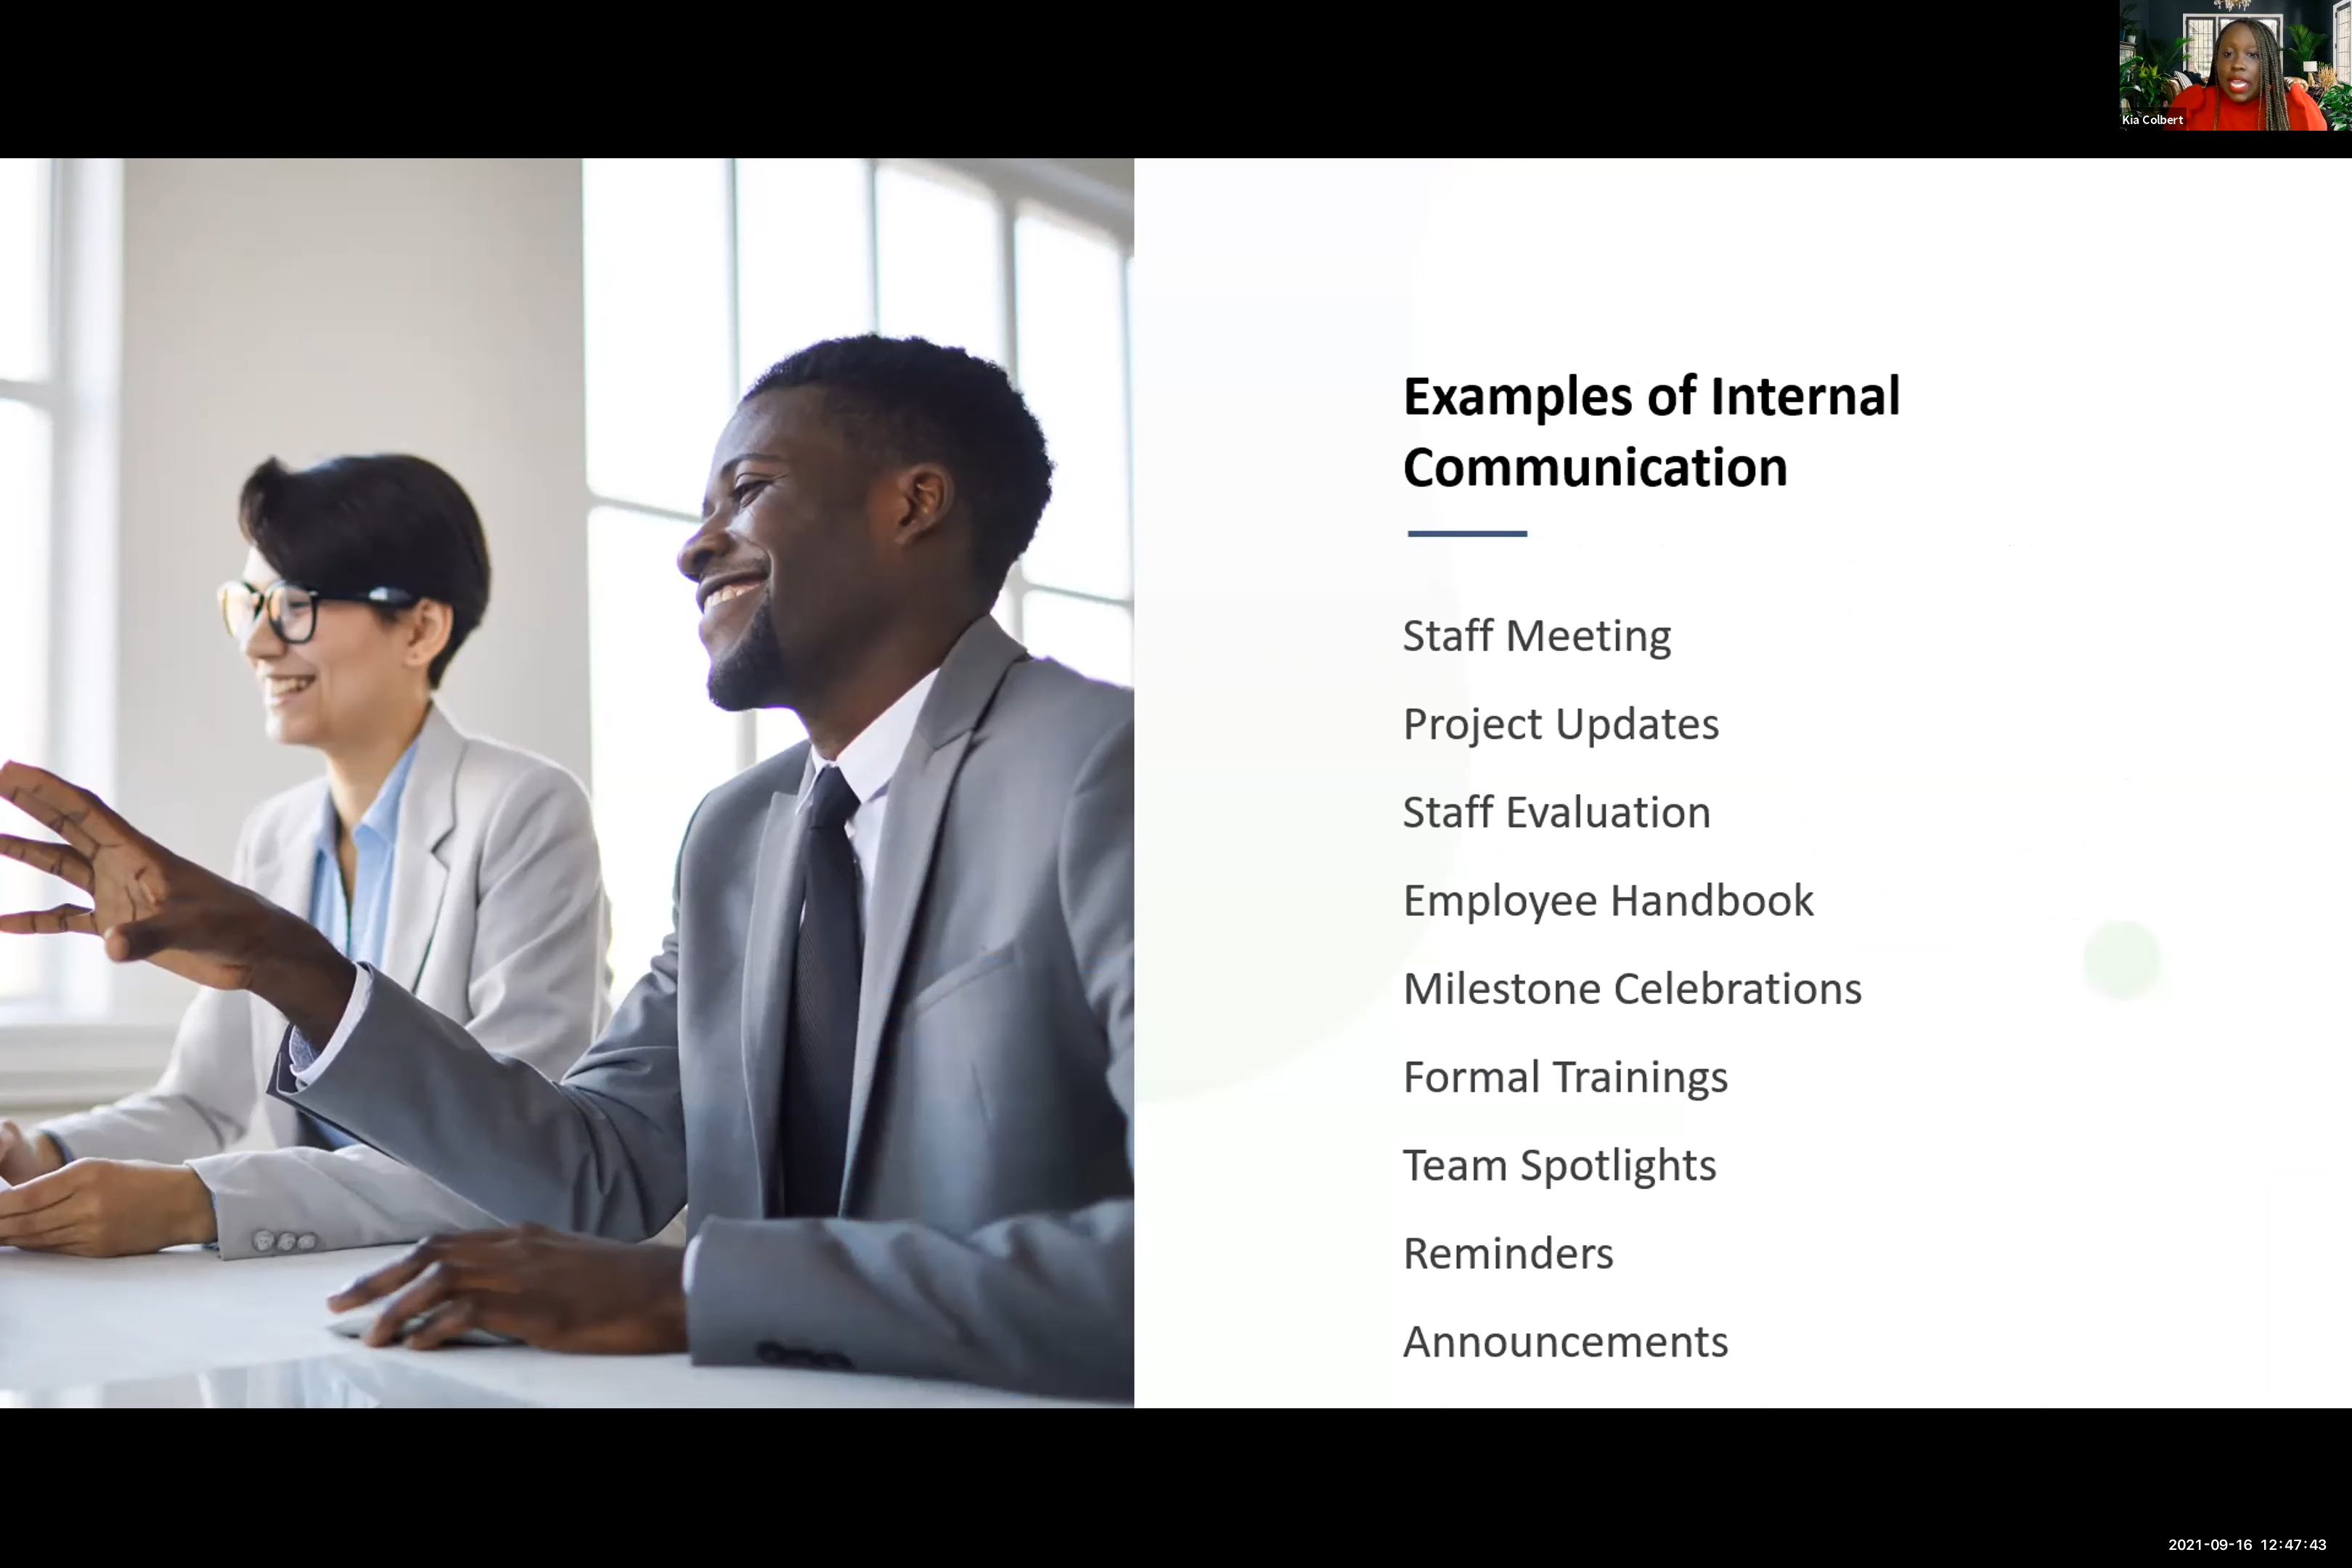 Kia Colbert
Examples of Internal
Communication
Staff Meeting
Project Updates
Staff Evaluation
Employee Handbook
Milestone Celebrations
Formal Trainings
Team Spotlights
Reminders
Announcements
2021-09-16 12:47:43